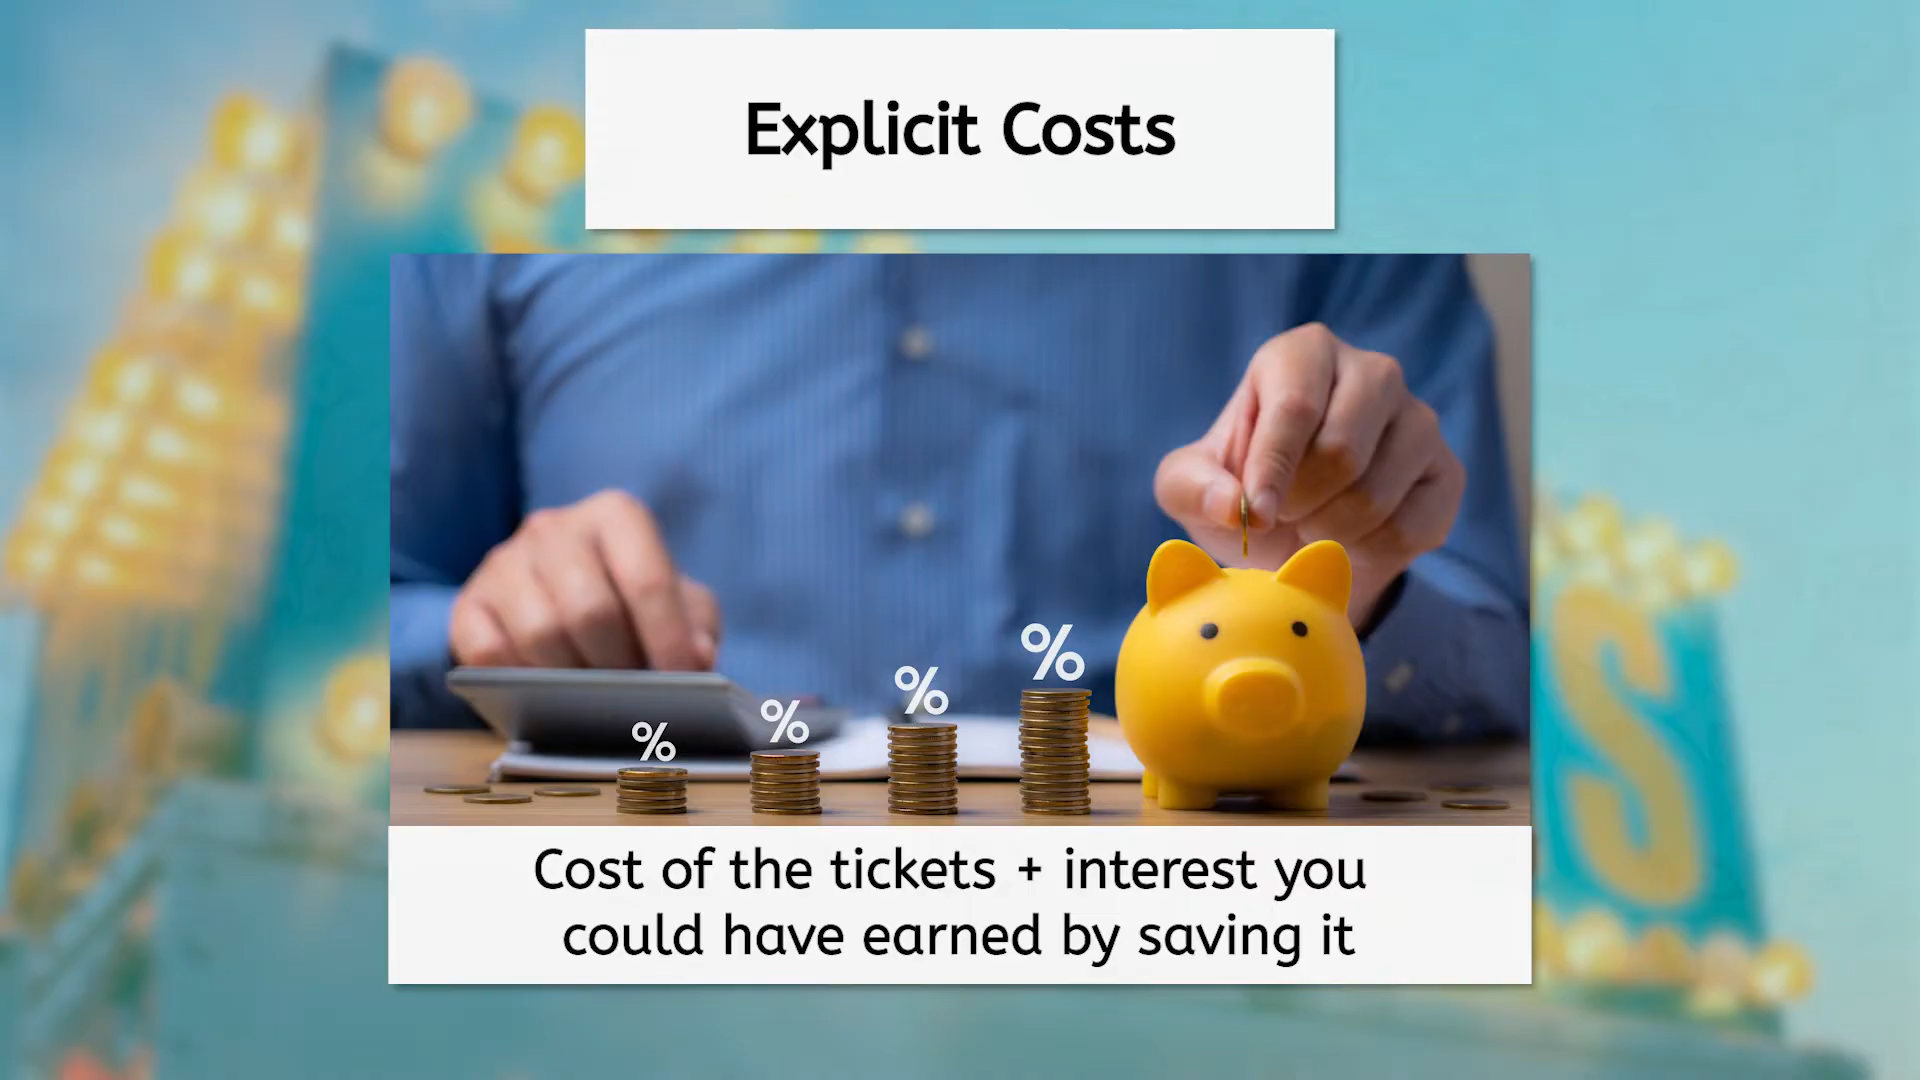 Explicit Costs
%
%
%
%
S
Cost of the tickets + interest you
could have earned by saving it